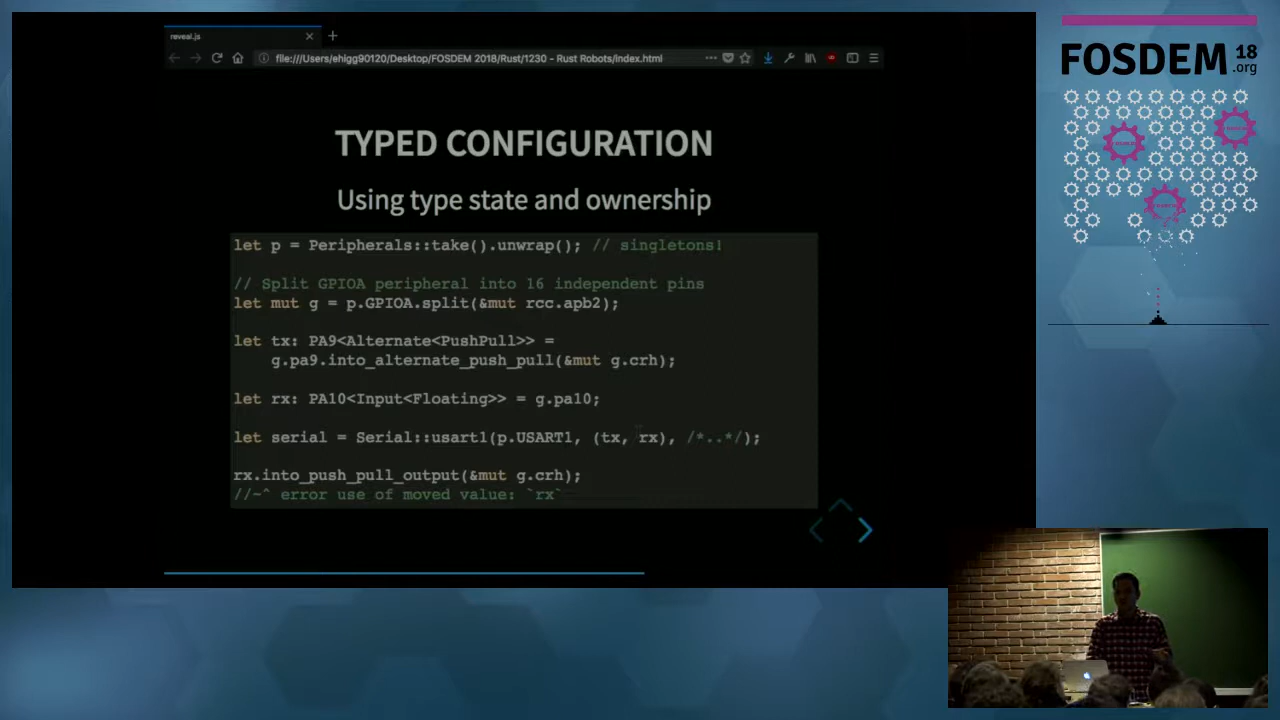 reveal.js
file:///Users/ehigg90120/Desktop/FOSDEM 2018/Rust/1230 - Rust Robots/index.html
FOSDEM 18
.org
TYPED CONFIGURATION
Using type state and ownership
let p = Peripherals::take().unwrap(); // singletons!
// Split GPIOA peripheral into 16 independent pins
let mut g = p.GPIOA.split(&mut rcc.apb2);
let tx: PA9<Alternate<PushPull>> =
g.pa9.into_alternate_push_pull(&mut g.crh);
let rx: PA10<Input<Floating>> = g.pa10;
let serial = Serial::usart1(p.USART1, (tx, rx), /*..*/);
rx.into_push_pull_output(&mut g.crh);
//~^ error use of moved value: `rx`